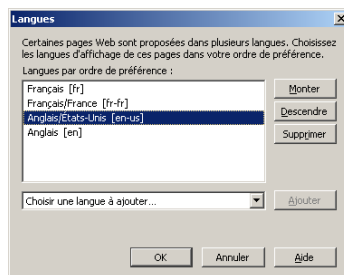 Langues
Certaines pages Web sont proposées dans plusieurs langues. Choisissez
les langues d'affichage de ces pages dans votre ordre de préférence.
Langues par ordre de préférence :
Français [fr]
Français/France [fr-fr]
Anglais/États-Unis [en-us]
Anglais [en]
Monter
Descendre
Supprimer
Choisir une langue à ajouter...
Ajouter
OK
Annuler
Aide